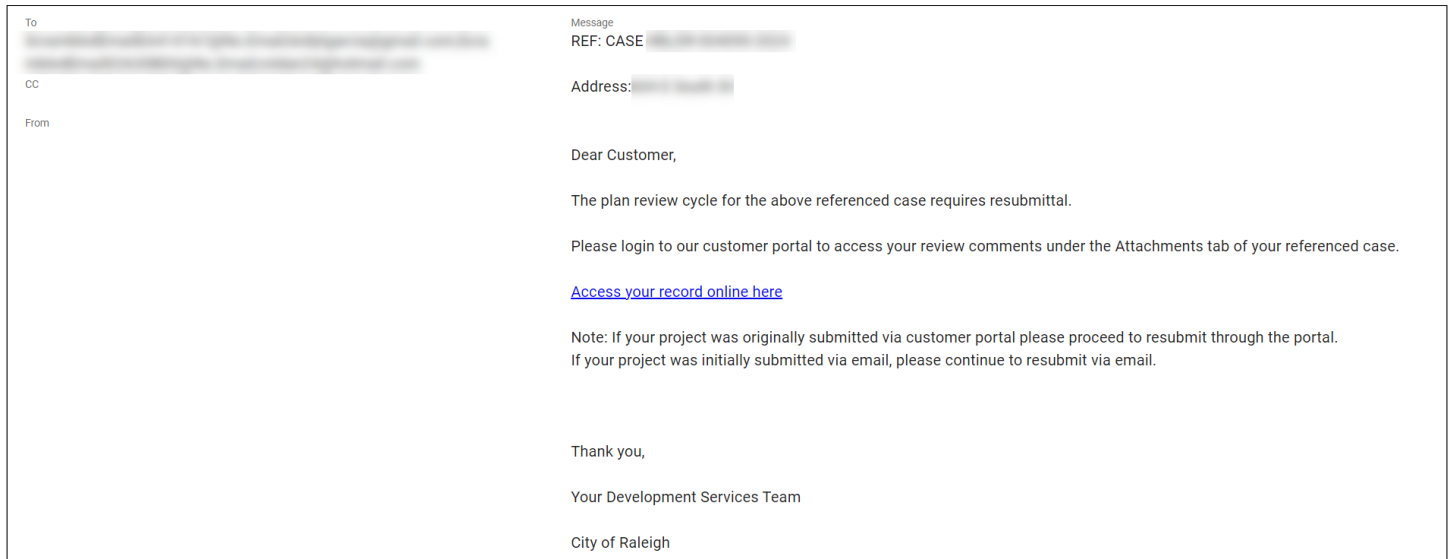 To
CC
From
Message
REF: CASE
Address:
Dear Customer,
The plan review cycle for the above referenced case requires resubmittal.
Please login to our customer portal to access your review comments under the Attachments tab of your referenced case.
Access your record online here
Note: If your project was originally submitted via customer portal please proceed to resubmit through the portal.
If your project was initially submitted via email, please continue to resubmit via email.
Thank you,
Your Development Services Team
City of Raleigh